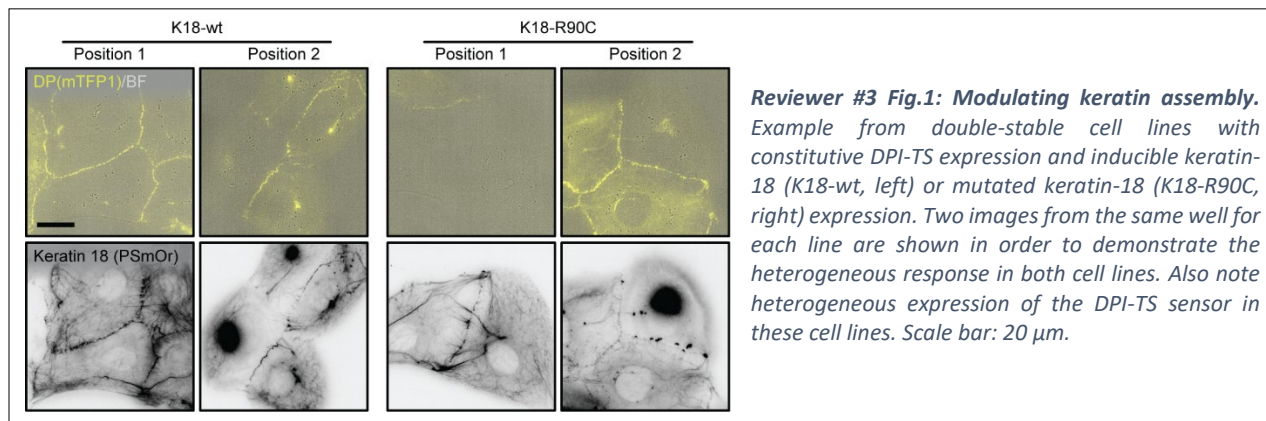 K18-wt
K18-R90C
Position 1
Position 2
Position 1
Position 2
DP(mTFP1)/BF
Keratin 18 (PSmOr)
Reviewer #3 Fig.1: Modulating keratin assembly.
Example from double-stable cell lines with
constitutive DPI-TS expression and inducible keratin-
18 (K18-wt, left) or mutated keratin-18 (K18-R90C,
right) expression. Two images from the same well for
each line are shown in order to demonstrate the
heterogeneous response in both cell lines. Also note
heterogeneous expression of the DPI-TS sensor in
these cell lines. Scale bar: 20 μm.